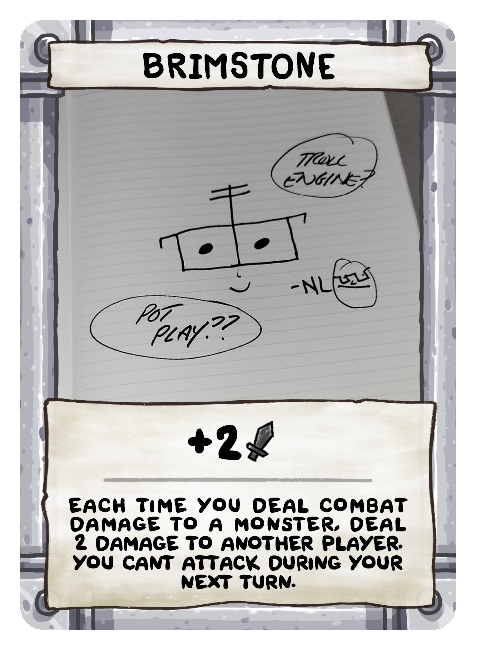 BRIMSTONE
TROLL
ENGINE?
-NL
POT
PLAY??
+2
EACH TIME YOU DEAL COMBAT
DAMAGE TO A MONSTER, DEAL
2 DAMAGE TO ANOTHER PLAYER.
YOU CANT ATTACK DURING YOUR
NEXT TURN.